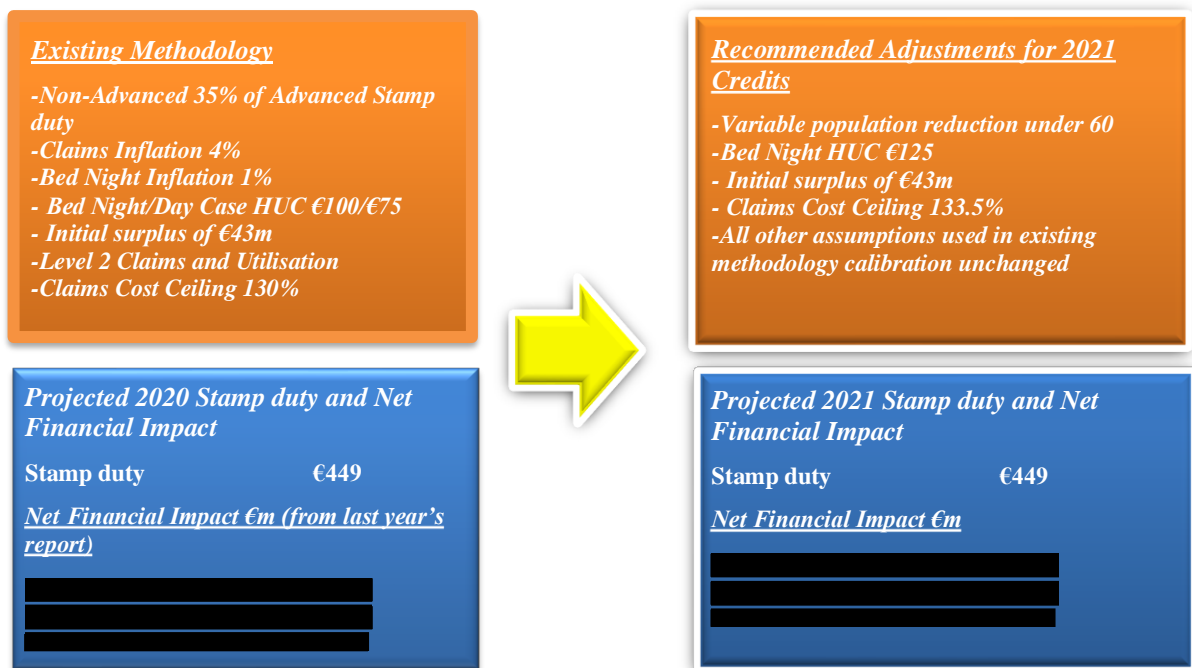 Existing Methodology
-Non-Advanced 35% of Advanced Stamp
duty
-Claims Inflation 4%
-Bed Night Inflation 1%
- Bed Night/Day Case HUC €100/€75
- Initial surplus of €43m
-Level 2 Claims and Utilisation
-Claims Cost Ceiling 130%
Projected 2020 Stamp duty and Net
Financial Impact
Stamp duty €449
Net Financial Impact €m (from last year's
report)
Recommended Adjustments for 2021
Credits
-Variable population reduction under 60
-Bed Night HUC €125
- Initial surplus of €43m
- Claims Cost Ceiling 133.5%
-All other assumptions used in existing
methodology calibration unchanged
Projected 2021 Stamp duty and Net
Financial Impact
Stamp duty €449
Net Financial Impact €m